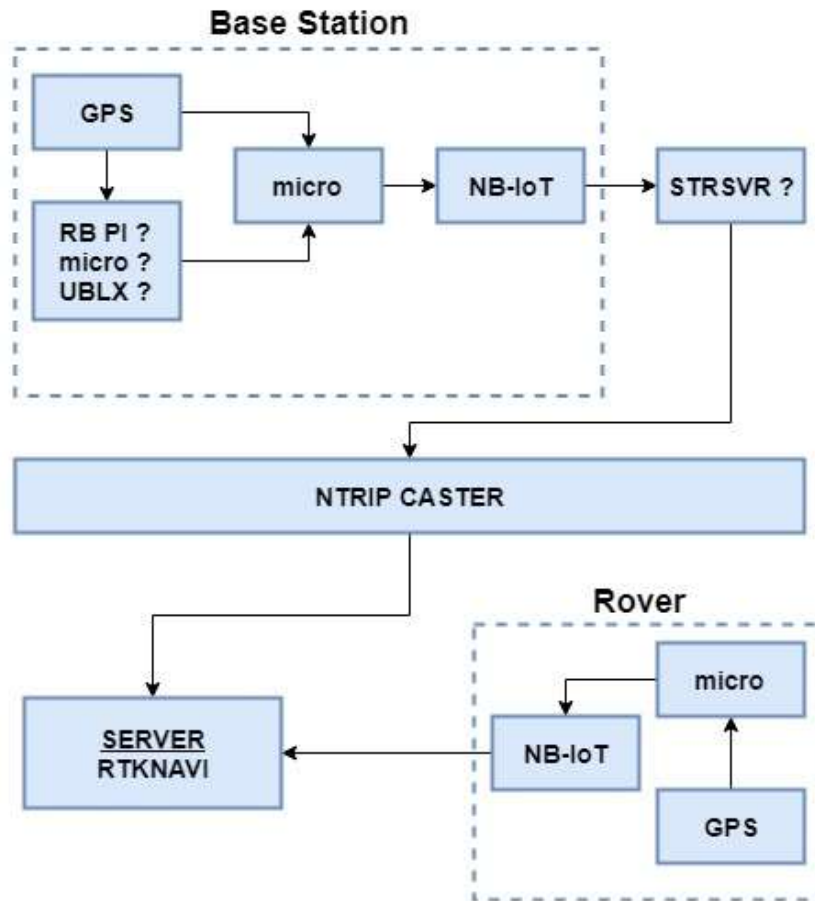 Base Station
GPS
micro
NB-IoT
STRSVR ?
RB PI ?
micro ?
UBLX ?
NTRIP CASTER
Rover
micro
SERVER
RTKNAVI
NB-IoT
GPS